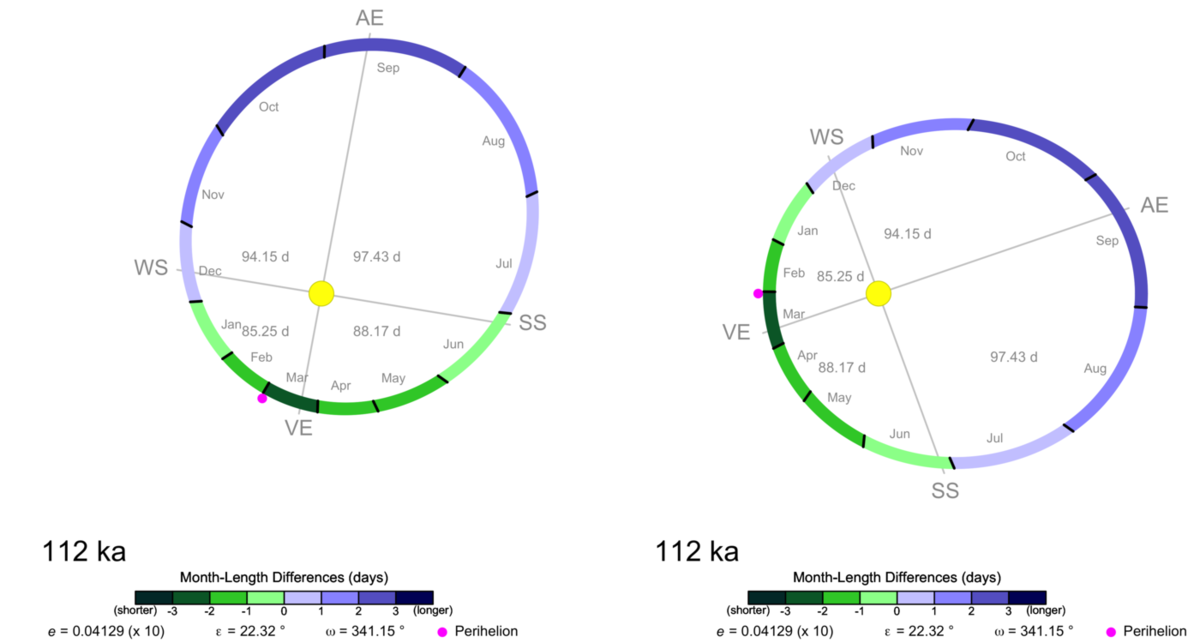 AE
Sep
Oct
Aug
Nov
94.15 d
97.43 d
WS
Dec
Jul
SS
Jan
85.25 d
88.17 d
Feb
Jun
Mar
Apr
May
VE
112 ka
Month-Length Differences (days)
(shorter) -3 -2 -1 0 1 2 3 (longer)
e = 0.04129 (x 10) ε = 22.32 ° ω = 341.15 ° Perihelion
WS
Nov
Oct
Dec
AE
Jan
94.15 d
Sep
Feb
85.25 d
Mar
VE
Apr
88.17 d
97.43 d
Aug
May
Jun
Jul
SS
112 ka
Month-Length Differences (days)
(shorter) -3 -2 -1 0 1 2 3 (longer)
e = 0.04129 (x 10) ε = 22.32 ° ω = 341.15 ° Perihelion